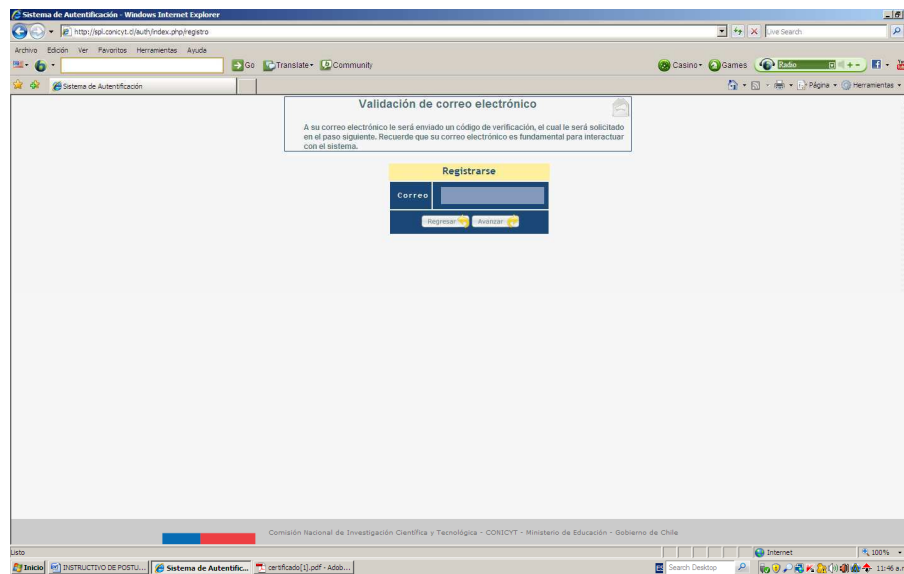 Sistema de Autentificación - Windows Internet Explorer
http://spi.conicyt.cl/auth/index.php/registro
Live Search
Archivo Edición Ver Favoritos Herramientas Ayuda
Go Translate Community Casino Games Radio
Sistema de Autentificación
Página Herramientas
Validación de correo electrónico
A su correo electrónico le será enviado un código de verificación, el cual le será solicitado
en el paso siguiente. Recuerde que su correo electrónico es fundamental para interactuar
con el sistema.
Registrarse
Correo
Regresar Avanzar
Comisión Nacional de Investigación Científica y Tecnológica - CONICYT - Ministerio de Educación - Gobierno de Chile
Listo
Internet 100%
Inicio INSTRUCTIVO DE POSTU... Sistema de Autentific... certificado[1].pdf - Adob... Search Desktop 11:46 a.